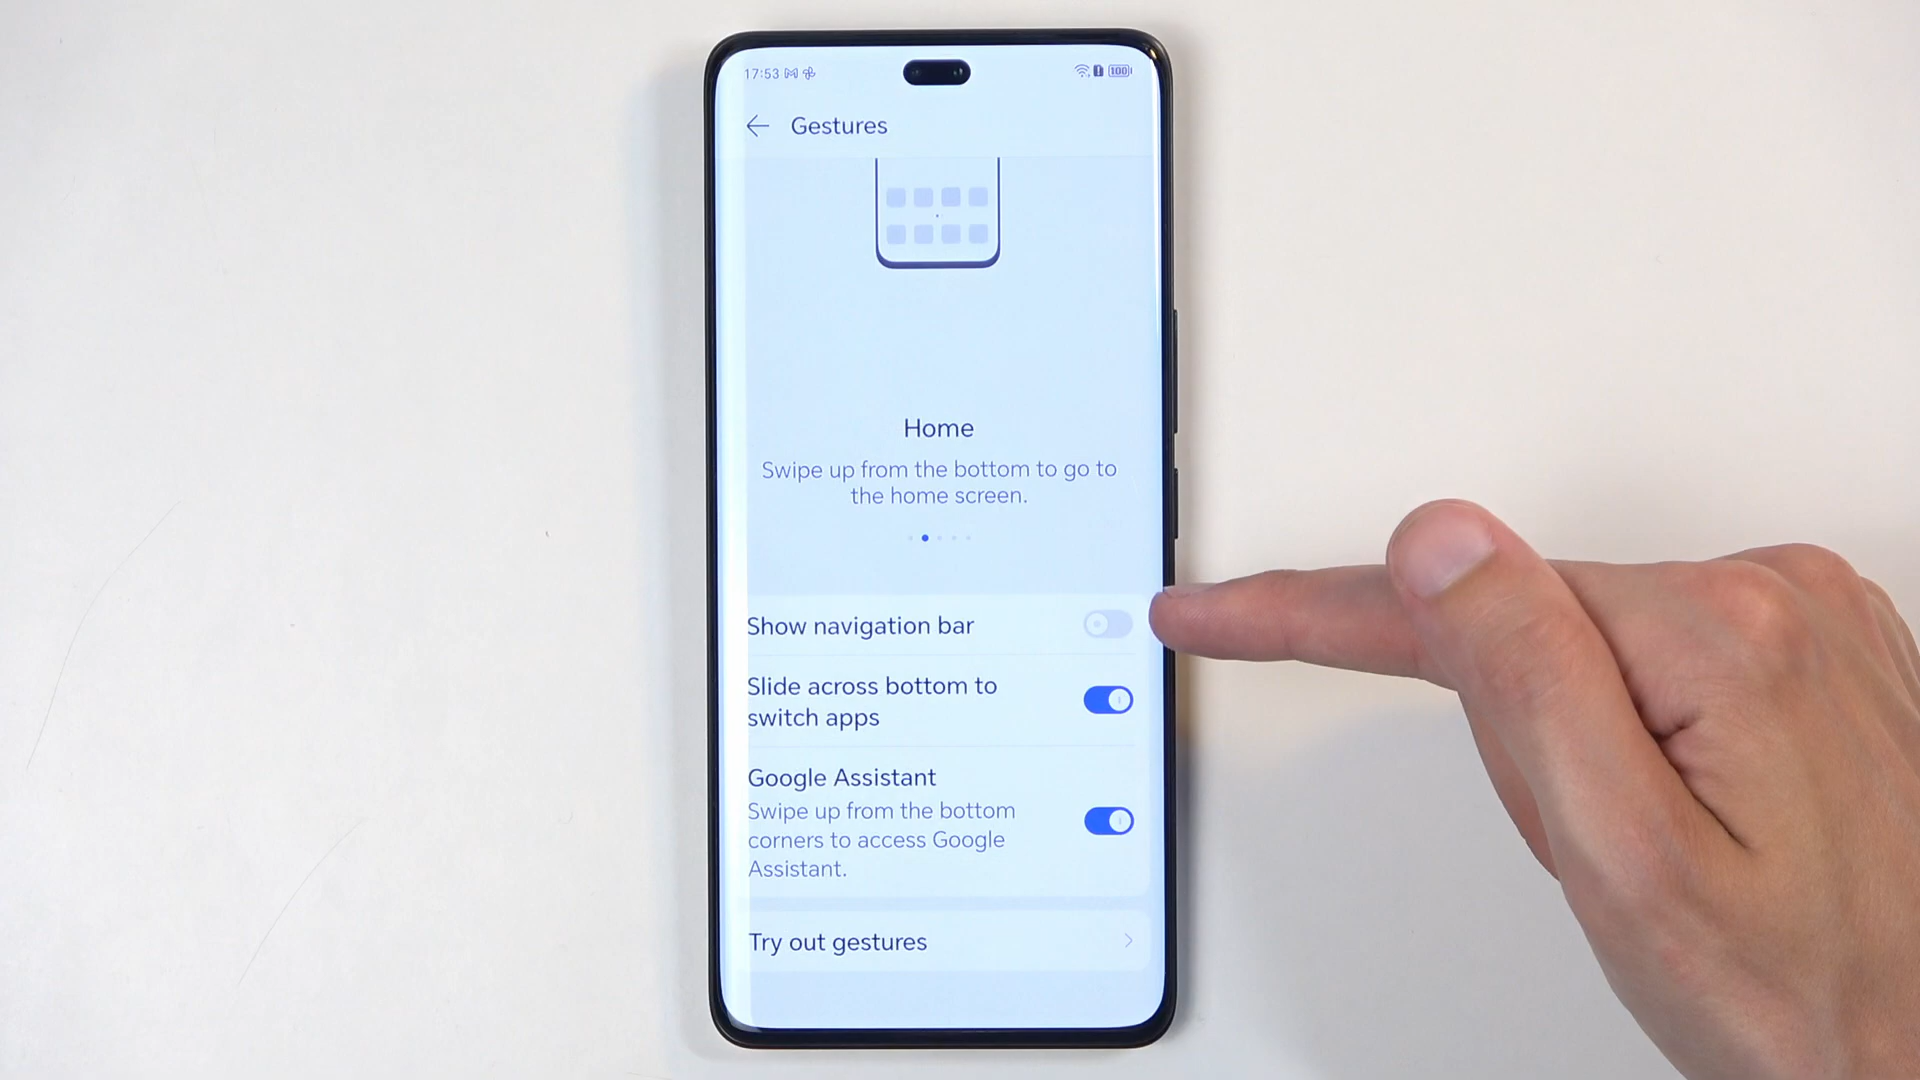 17:53
100
Gestures
Home
Swipe up from the bottom to go to
the home screen.
Show navigation bar
Slide across bottom to
switch apps
Google Assistant
Swipe up from the bottom
corners to access Google
Assistant.
Try out gestures